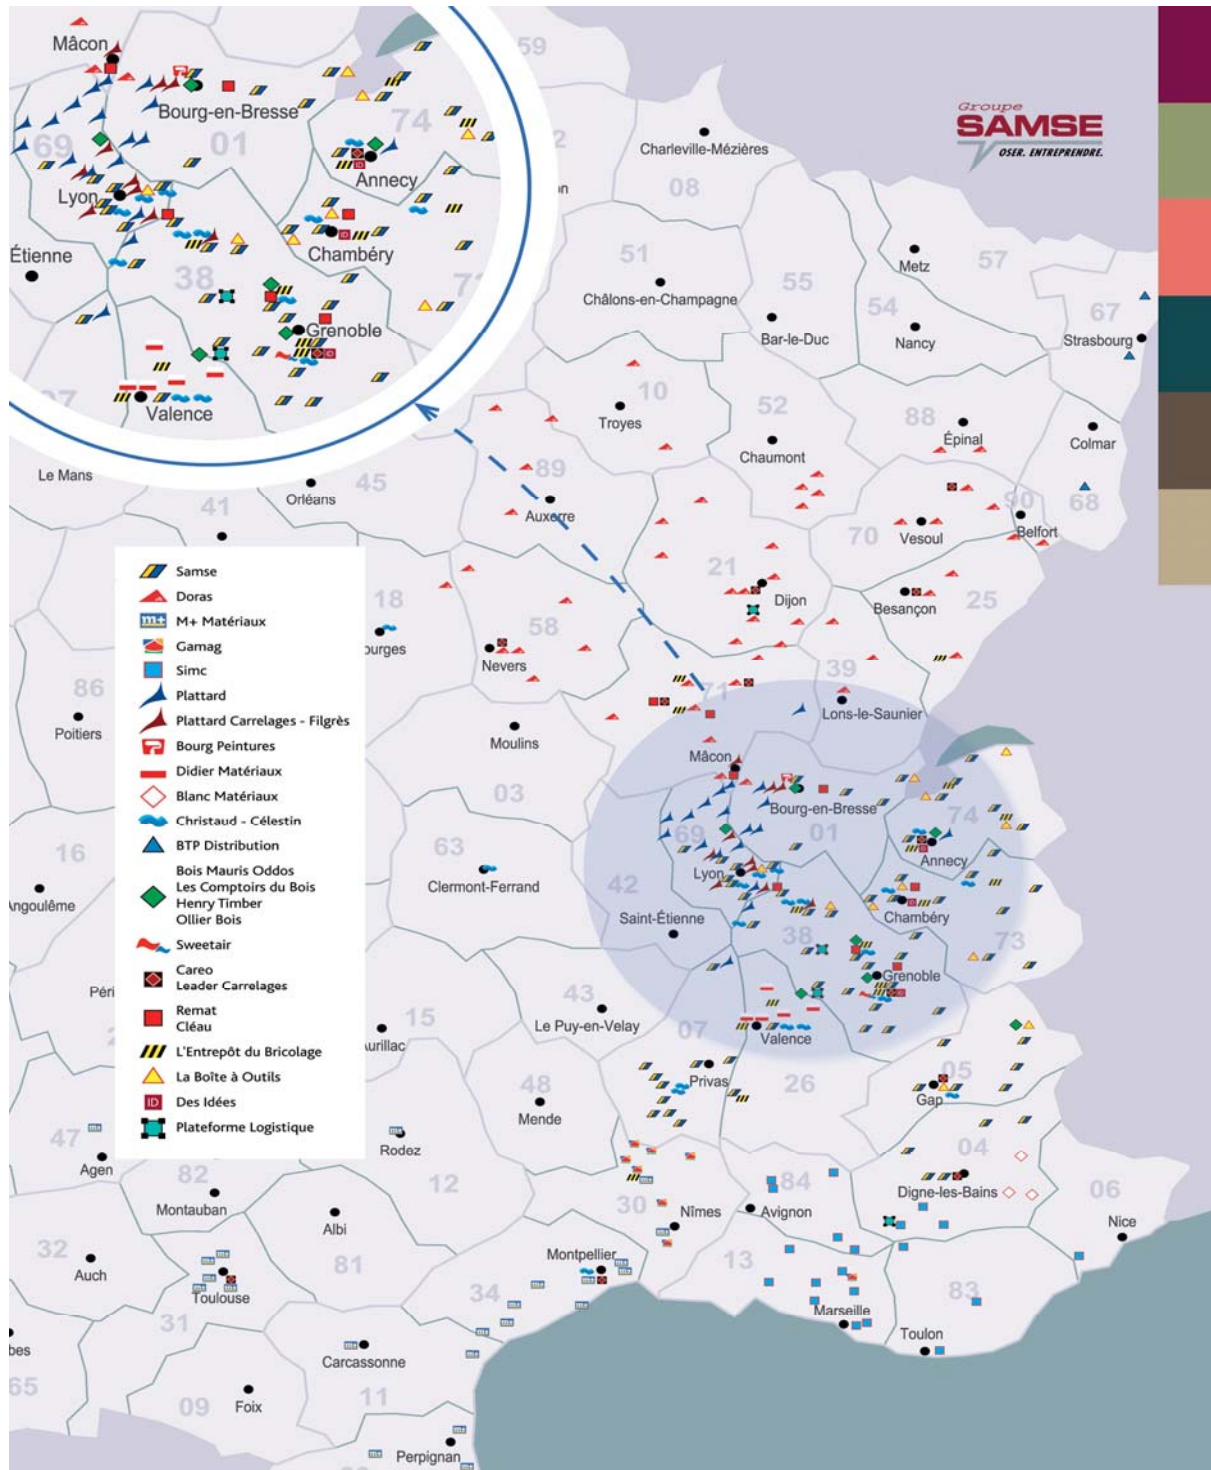 Groupe
SAMSE
OSER. ENTREPRENDRE.
Mâcon
Bourg-en-Bresse
69
01
74
Annecy
Lyon
Étienne
Chambéry
38
Grenoble
Valence
59
Charleville-Mézières
08
51
Châlons-en-Champagne
55
Metz
57
54
Bar-le-Duc
Nancy
67
Strasbourg
10
Troyes
52
Chaumont
88
Épinal
Colmar
68
Le Mans
41
Orléans
45
89
Auxerre
70
Vesoul
90
Belfort
21
Dijon
Besançon
25
18
ourges
58
Nevers
39
Lons-le-Saunier
71
86
Poitiers
Moulins
03
Mâcon
Bourg-en-Bresse
01
74
Annecy
69
Lyon
16
Angoulême
63
Clermont-Ferrand
42
Saint-Étienne
Chambéry
38
73
Grenoble
43
Le Puy-en-Velay
07
Valence
Péri
15
urillac
48
Mende
Privas
26
05
Gap
47
Agen
Rodez
12
82
Montauban
Albi
81
30
Nîmes
84
Avignon
04
Digne-les-Bains
06
Nice
32
Auch
Toulouse
31
Montpellier
34
13
Marseille
83
Toulon
bes
65
09
Foix
Carcassonne
11
Perpignan
Samse
Doras
M+ Matériaux
Gamag
Simc
Plattard
Plattard Carrelages - Filgrès
Bourg Peintures
Didier Matériaux
Blanc Matériaux
Christaud - Célestin
BTP Distribution
Bois Mauris Oddos
Les Comptoirs du Bois
Henry Timber
Ollier Bois
Sweetair
Careo
Leader Carrelages
Remat
Cléau
L'Entrepôt du Bricolage
La Boîte à Outils
Des Idées
Plateforme Logistique